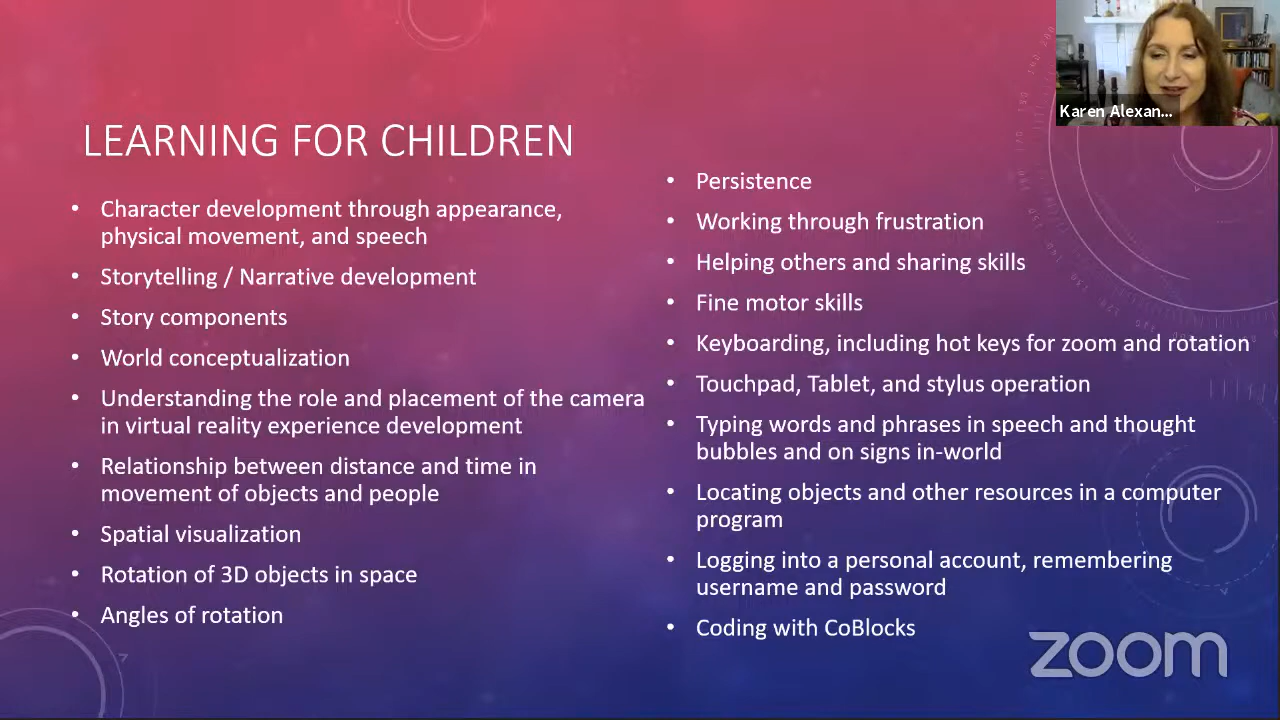 LEARNING FOR CHILDREN
• Character development through appearance,
physical movement, and speech
• Storytelling / Narrative development
• Story components
• World conceptualization
• Understanding the role and placement of the camera
in virtual reality experience development
• Relationship between distance and time in
movement of objects and people
• Spatial visualization
• Rotation of 3D objects in space
• Angles of rotation
• Persistence
• Working through frustration
• Helping others and sharing skills
• Fine motor skills
• Keyboarding, including hot keys for zoom and rotation
• Touchpad, Tablet, and stylus operation
• Typing words and phrases in speech and thought
bubbles and on signs in-world
• Locating objects and other resources in a computer
program
• Logging into a personal account, remembering
username and password
• Coding with CoBlocks
Karen Alexan...
zoom